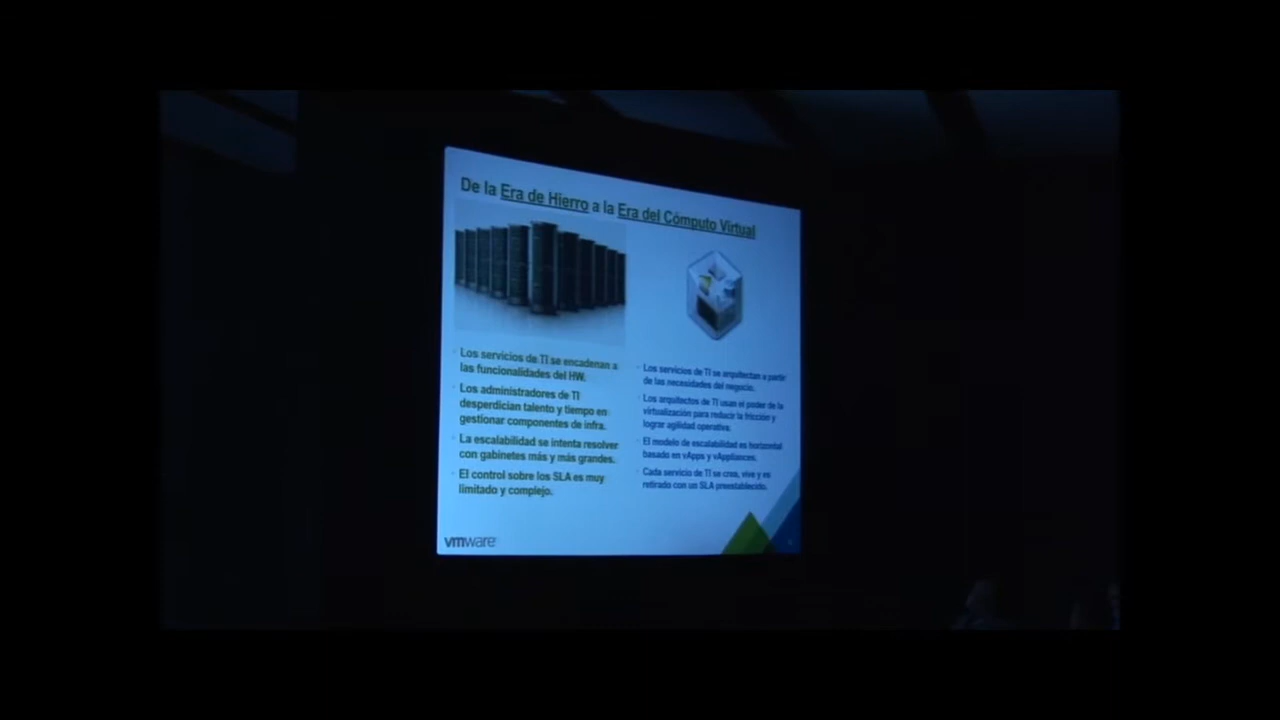 De la Era de Hierro a la Era del Cómputo Virtual
Los servicios de TI se encadenan a
las funcionalidades del HW.
Los administradores de TI
desperdician talento y tiempo en
gestionar componentes de infra.
La escalabilidad se intenta resolver
con gabinetes más y más grandes.
El control sobre los SLA es muy
limitado y complejo.
Los servicios de TI se arquitectan a partir
de las necesidades del negocio.
Los arquitectos de TI usan el poder de la
virtualización para reducir la fricción y
lograr agilidad operativa.
El modelo de escalabilidad es horizontal
basado en vApps y vAppliances.
Cada servicio de TI se crea, vive y es
retirado con un SLA preestablecido.
vmware